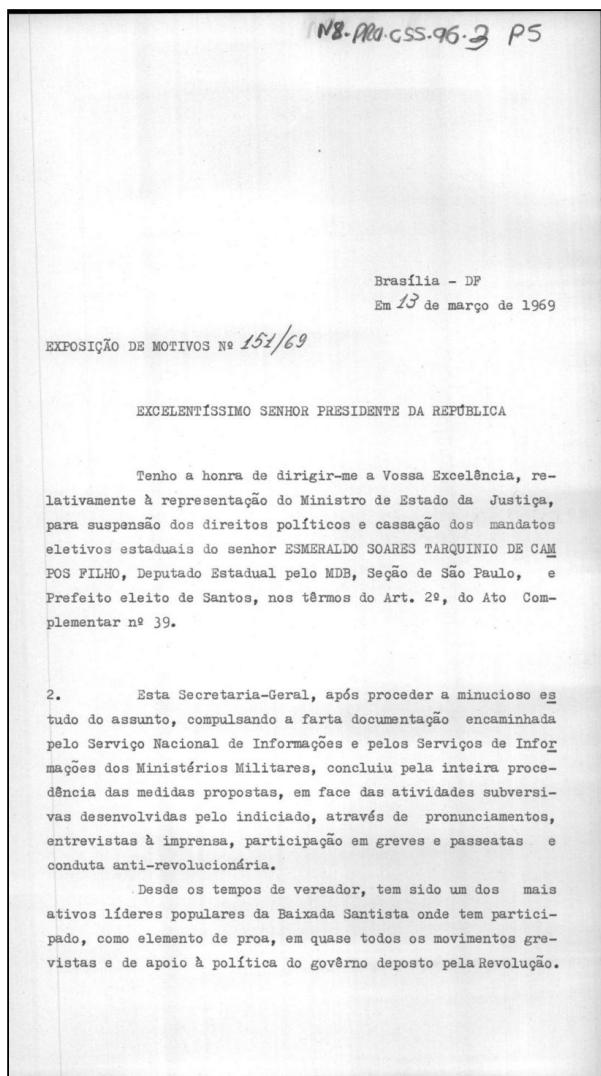 N8.PRO.CSS.96.3 P5
Brasília - DF
Em 13 de março de 1969
EXPOSIÇÃO DE MOTIVOS Nº 151/69
EXCELENTÍSSIMO SENHOR PRESIDENTE DA REPÚBLICA
Tenho a honra de dirigir-me a Vossa Excelência, re-
lativamente à representação do Ministro de Estado da Justiça,
para suspensão dos direitos políticos e cassação dos mandatos
eletivos estaduais do senhor ESMERALDO SOARES TARQUINIO DE CAM
POS FILHO, Deputado Estadual pelo MDB, Seção de São Paulo, e
Prefeito eleito de Santos, nos têrmos do Art. 2º, do Ato Com-
plementar nº 39.
2. Esta Secretaria-Geral, após proceder a minucioso es
tudo do assunto, compulsando a farta documentação encaminhada
pelo Serviço Nacional de Informações e pelos Serviços de Infor
mações dos Ministérios Militares, concluiu pela inteira proce-
dência das medidas propostas, em face das atividades subversi-
vas desenvolvidas pelo indiciado, através de pronunciamentos,
entrevistas à imprensa, participação em greves e passeatas e
conduta anti-revolucionária.
Desde os tempos de vereador, tem sido um dos mais
ativos líderes populares da Baixada Santista onde tem partici-
pado, como elemento de proa, em quase todos os movimentos gre-
vistas e de apoio à política do govêrno deposto pela Revolução.